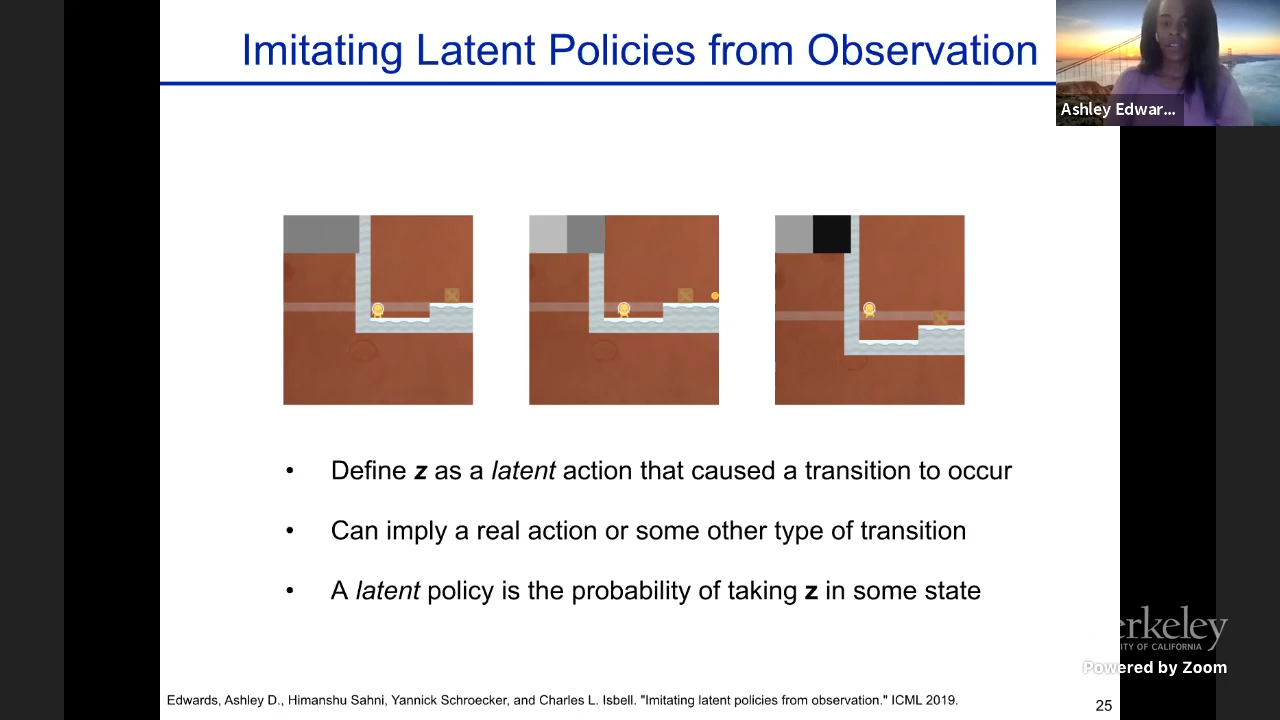 Imitating Latent Policies from Observation
Ashley Edwar...
• Define z as a latent action that caused a transition to occur
• Can imply a real action or some other type of transition
• A latent policy is the probability of taking z in some state
erkeley
ITY OF CALIFORNIA
Powered by Zoom
Edwards, Ashley D., Himanshu Sahni, Yannick Schroecker, and Charles L. Isbell. "Imitating latent policies from observation." ICML 2019.
25